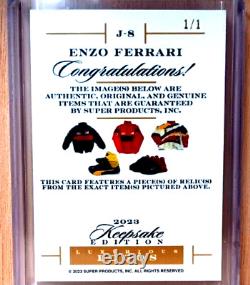 J-8
1/1
ENZO FERRARI
Congratulations!
THE IMAGE(S) BELOW ARE
AUTHENTIC, ORIGINAL, AND GENUINE
ITEMS THAT ARE GUARANTEED
BY SUPER PRODUCTS, INC.
THIS CARD FEATURES A PIECE(S) OF RELIC(S)
FROM THE EXACT ITEM(S) PICTURED ABOVE.
2023
Keepsake
EDITION
LUXURIOUS
© 2023 SUPER PRODUCTS, INC. ALL RIGHTS RESERVED